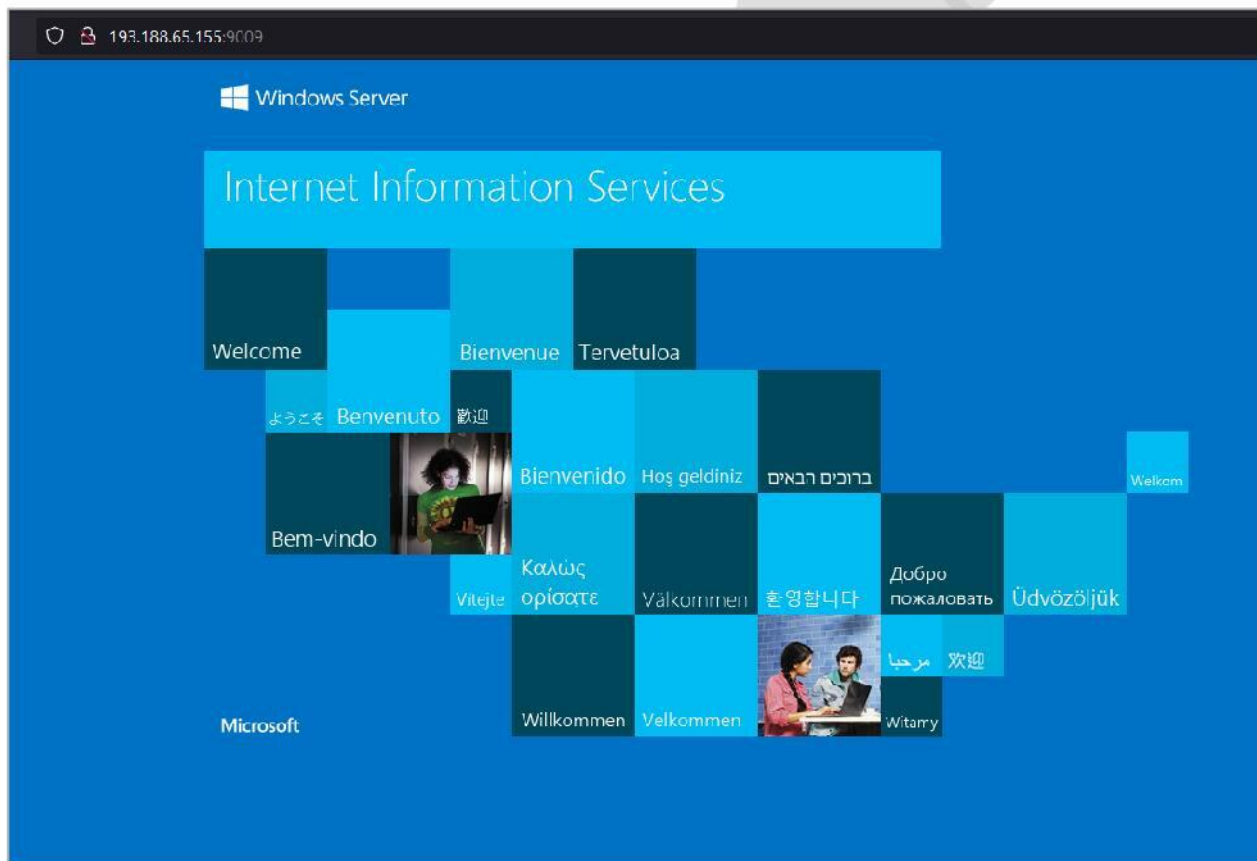 193.188.65.155:9009
Windows Server
Internet Information Services
Welcome
Bienvenue
Tervetuloa
ようこそ
Benvenuto
歡迎
Bienvenido
Hoş geldiniz
ברוכים הבאים
Welkom
Bem-vindo
Vítejte
Καλώς
ορίσατε
Välkommen
환영합니다
Добро
пожаловать
Üdvözöljük
مرحبا
欢迎
Microsoft
Willkommen
Velkommen
Witamy